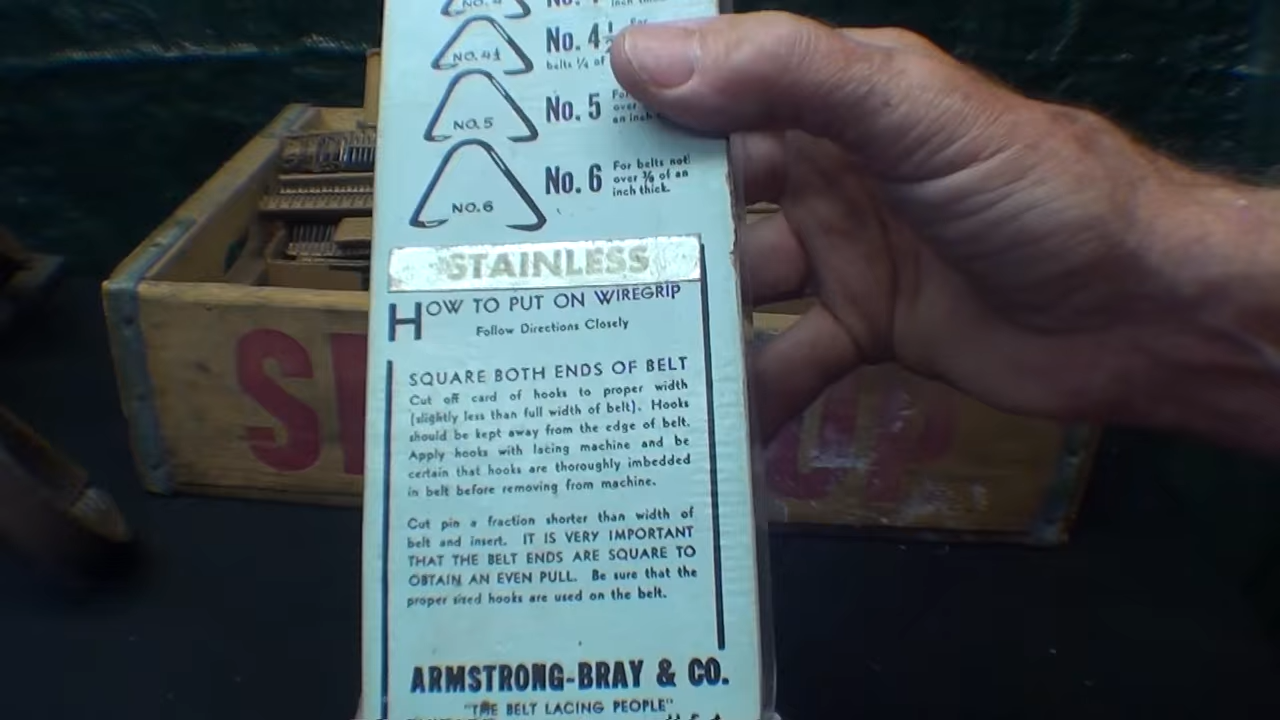 No. 4½ For
NO. 4½
belts ¼ of
NO. 5
No. 5 For
over
an inch
NO. 6
No. 6 For belts not
over ⅜ of an
inch thick.
STAINLESS
HOW TO PUT ON WIREGRIP
Follow Directions Closely
SQUARE BOTH ENDS OF BELT
Cut off card of hooks to proper width
(slightly less than full width of belt). Hooks
should be kept away from the edge of belt.
Apply hooks with lacing machine and be
certain that hooks are thoroughly imbedded
in belt before removing from machine.
Cut pin a fraction shorter than width of
belt and insert. IT IS VERY IMPORTANT
THAT THE BELT ENDS ARE SQUARE TO
OBTAIN AN EVEN PULL. Be sure that the
proper sized hooks are used on the belt.
ARMSTRONG-BRAY & CO.
"THE BELT LACING PEOPLE"
UP